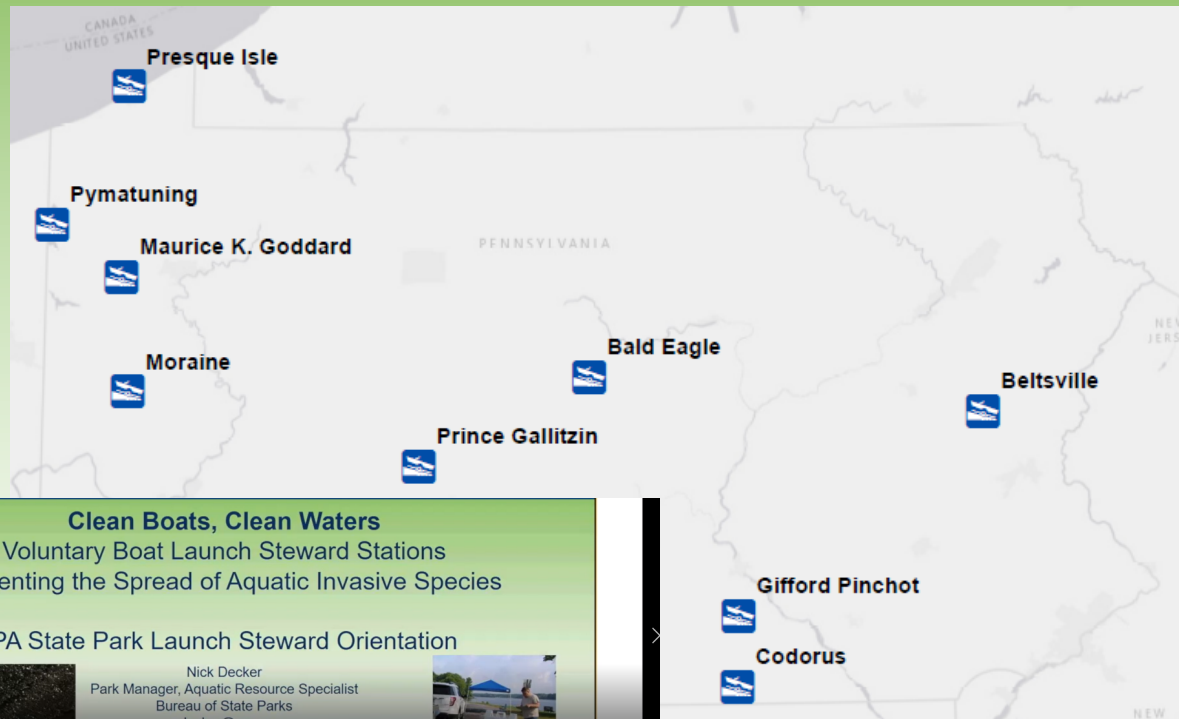 CANADA
UNITED STATES
Presque Isle
Pymatuning
Maurice K. Goddard
PENNSYLVANIA
NEW
JERS
Bald Eagle
Moraine
Beltsville
Prince Gallitzin
Clean Boats, Clean Waters
Voluntary Boat Launch Steward Stations
enting the Spread of Aquatic Invasive Species
PA State Park Launch Steward Orientation
Nick Decker
Park Manager, Aquatic Resource Specialist
Bureau of State Parks
Gifford Pinchot
Codorus
NEW